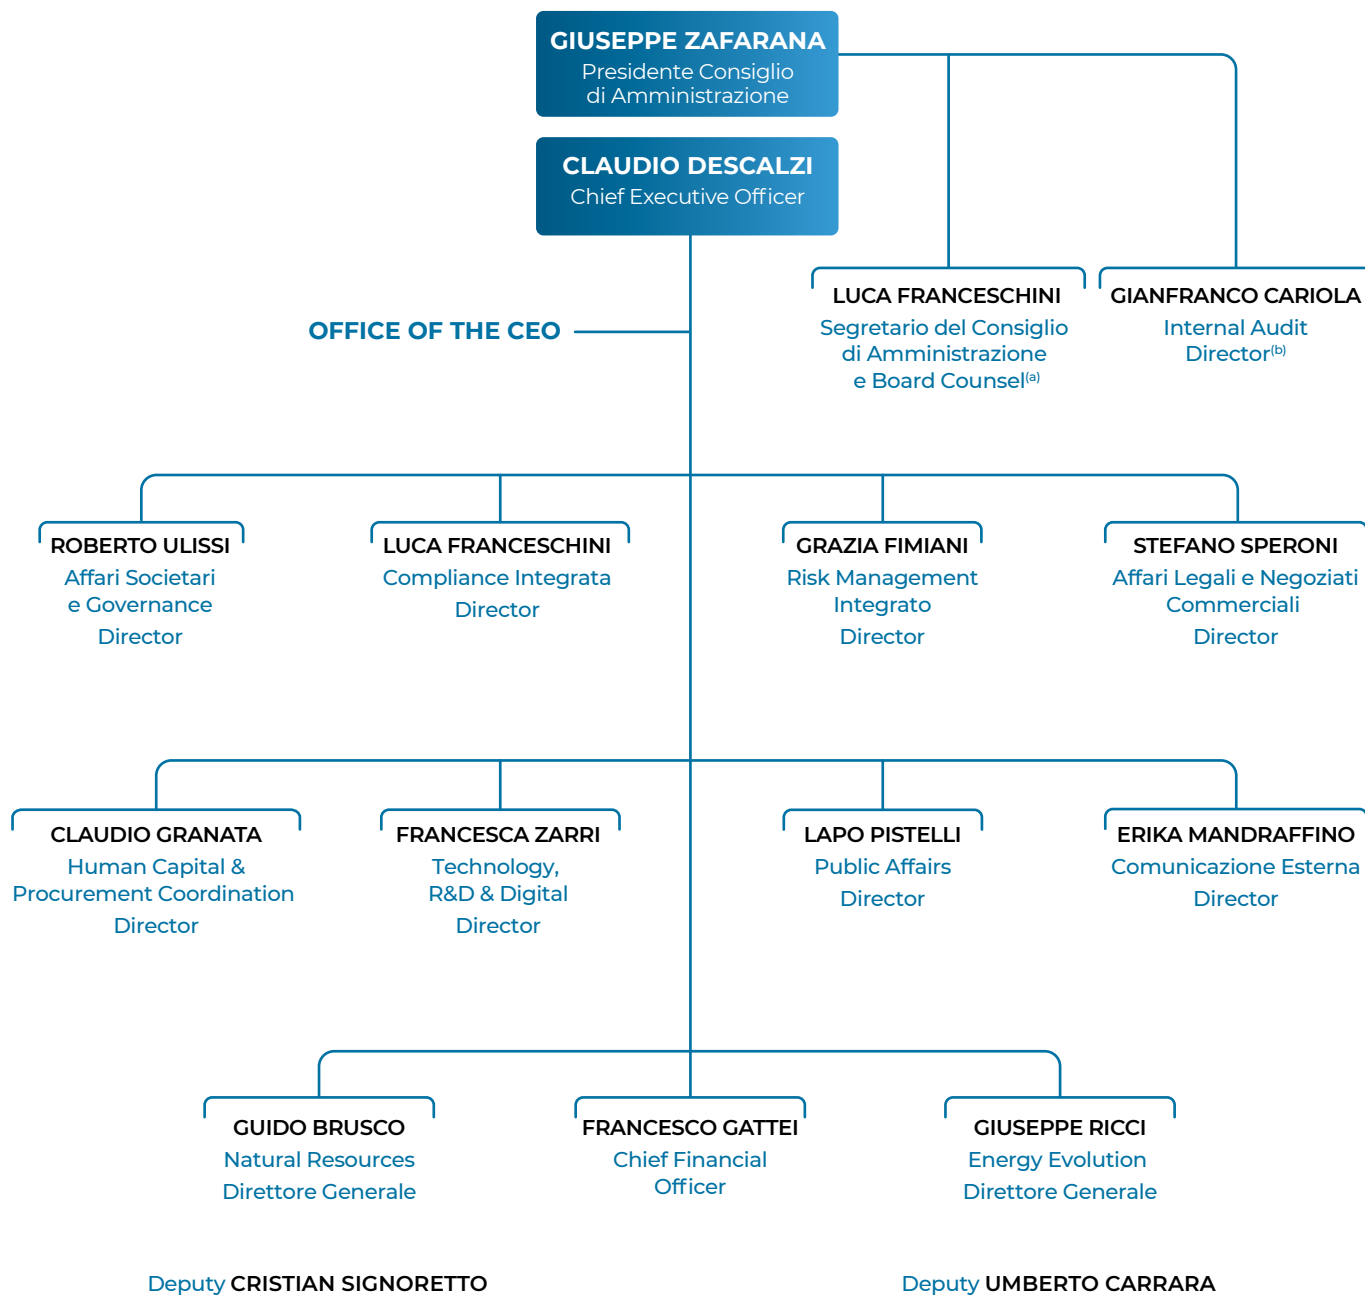 GIUSEPPE ZAFARANA
Presidente Consiglio
di Amministrazione
CLAUDIO DESCALZI
Chief Executive Officer
LUCA FRANCESCHINI
Segretario del Consiglio
di Amministrazione
e Board Counsel(a)
GIANFRANCO CARIOLA
Internal Audit
Director(b)
OFFICE OF THE CEO
ROBERTO ULISSI
Affari Societari
e Governance
Director
LUCA FRANCESCHINI
Compliance Integrata
Director
GRAZIA FIMIANI
Risk Management
Integrato
Director
STEFANO SPERONI
Affari Legali e Negoziati
Commerciali
Director
CLAUDIO GRANATA
Human Capital &
Procurement Coordination
Director
FRANCESCA ZARRI
Technology,
R&D & Digital
Director
LAPO PISTELLI
Public Affairs
Director
ERIKA MANDRAFFINO
Comunicazione Esterna
Director
GUIDO BRUSCO
Natural Resources
Direttore Generale
FRANCESCO GATTEI
Chief Financial
Officer
GIUSEPPE RICCI
Energy Evolution
Direttore Generale
Deputy CRISTIAN SIGNORETTO
Deputy UMBERTO CARRARA